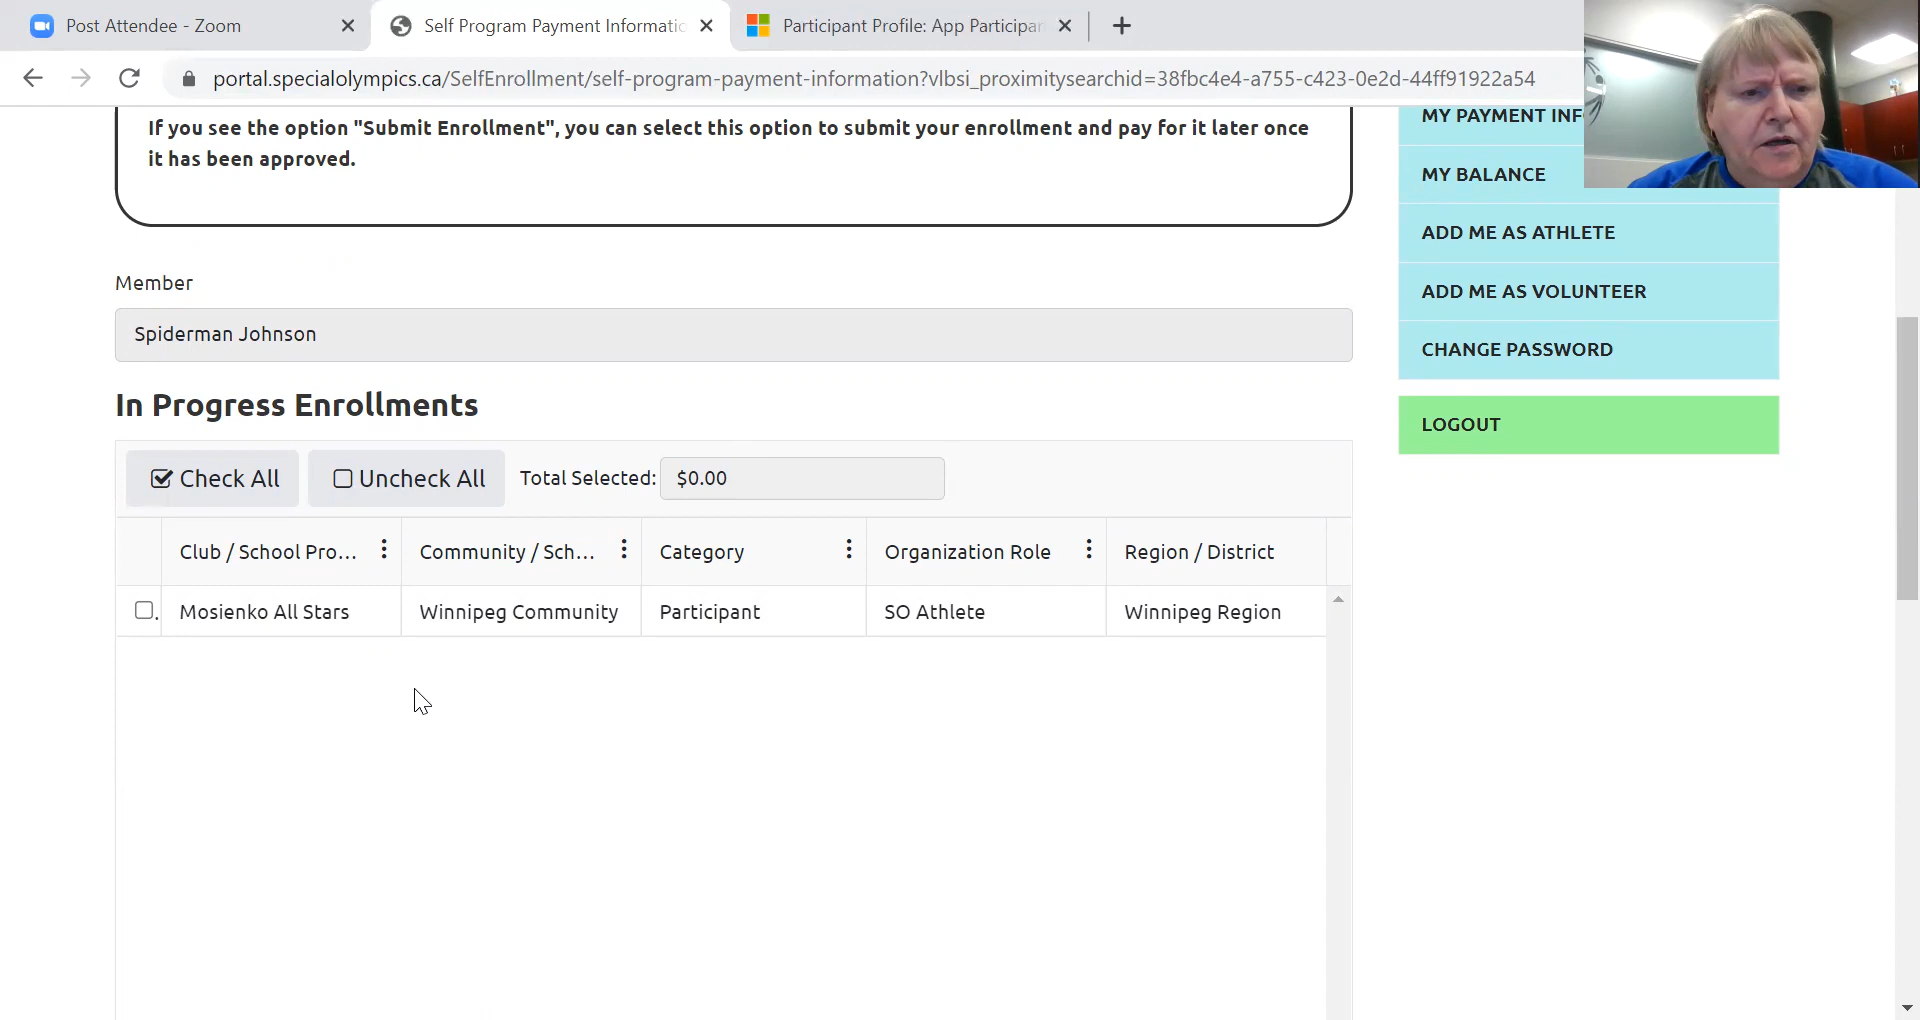 Post Attendee - Zoom
Self Program Payment Informatic
Participant Profile: App Participan
portal.specialolympics.ca/SelfEnrollment/self-program-payment-information?vlbsi_proximitysearchid=38fbc4e4-a755-c423-0e2d-44ff91922a54
If you see the option "Submit Enrollment", you can select this option to submit your enrollment and pay for it later once
it has been approved.
Member
Spiderman Johnson
In Progress Enrollments
Check All Uncheck All Total Selected: $0.00
Club / School Pro... Community / Sch... Category Organization Role Region / District
Mosienko All Stars Winnipeg Community Participant SO Athlete Winnipeg Region
MY PAYMENT INF
MY BALANCE
ADD ME AS ATHLETE
ADD ME AS VOLUNTEER
CHANGE PASSWORD
LOGOUT